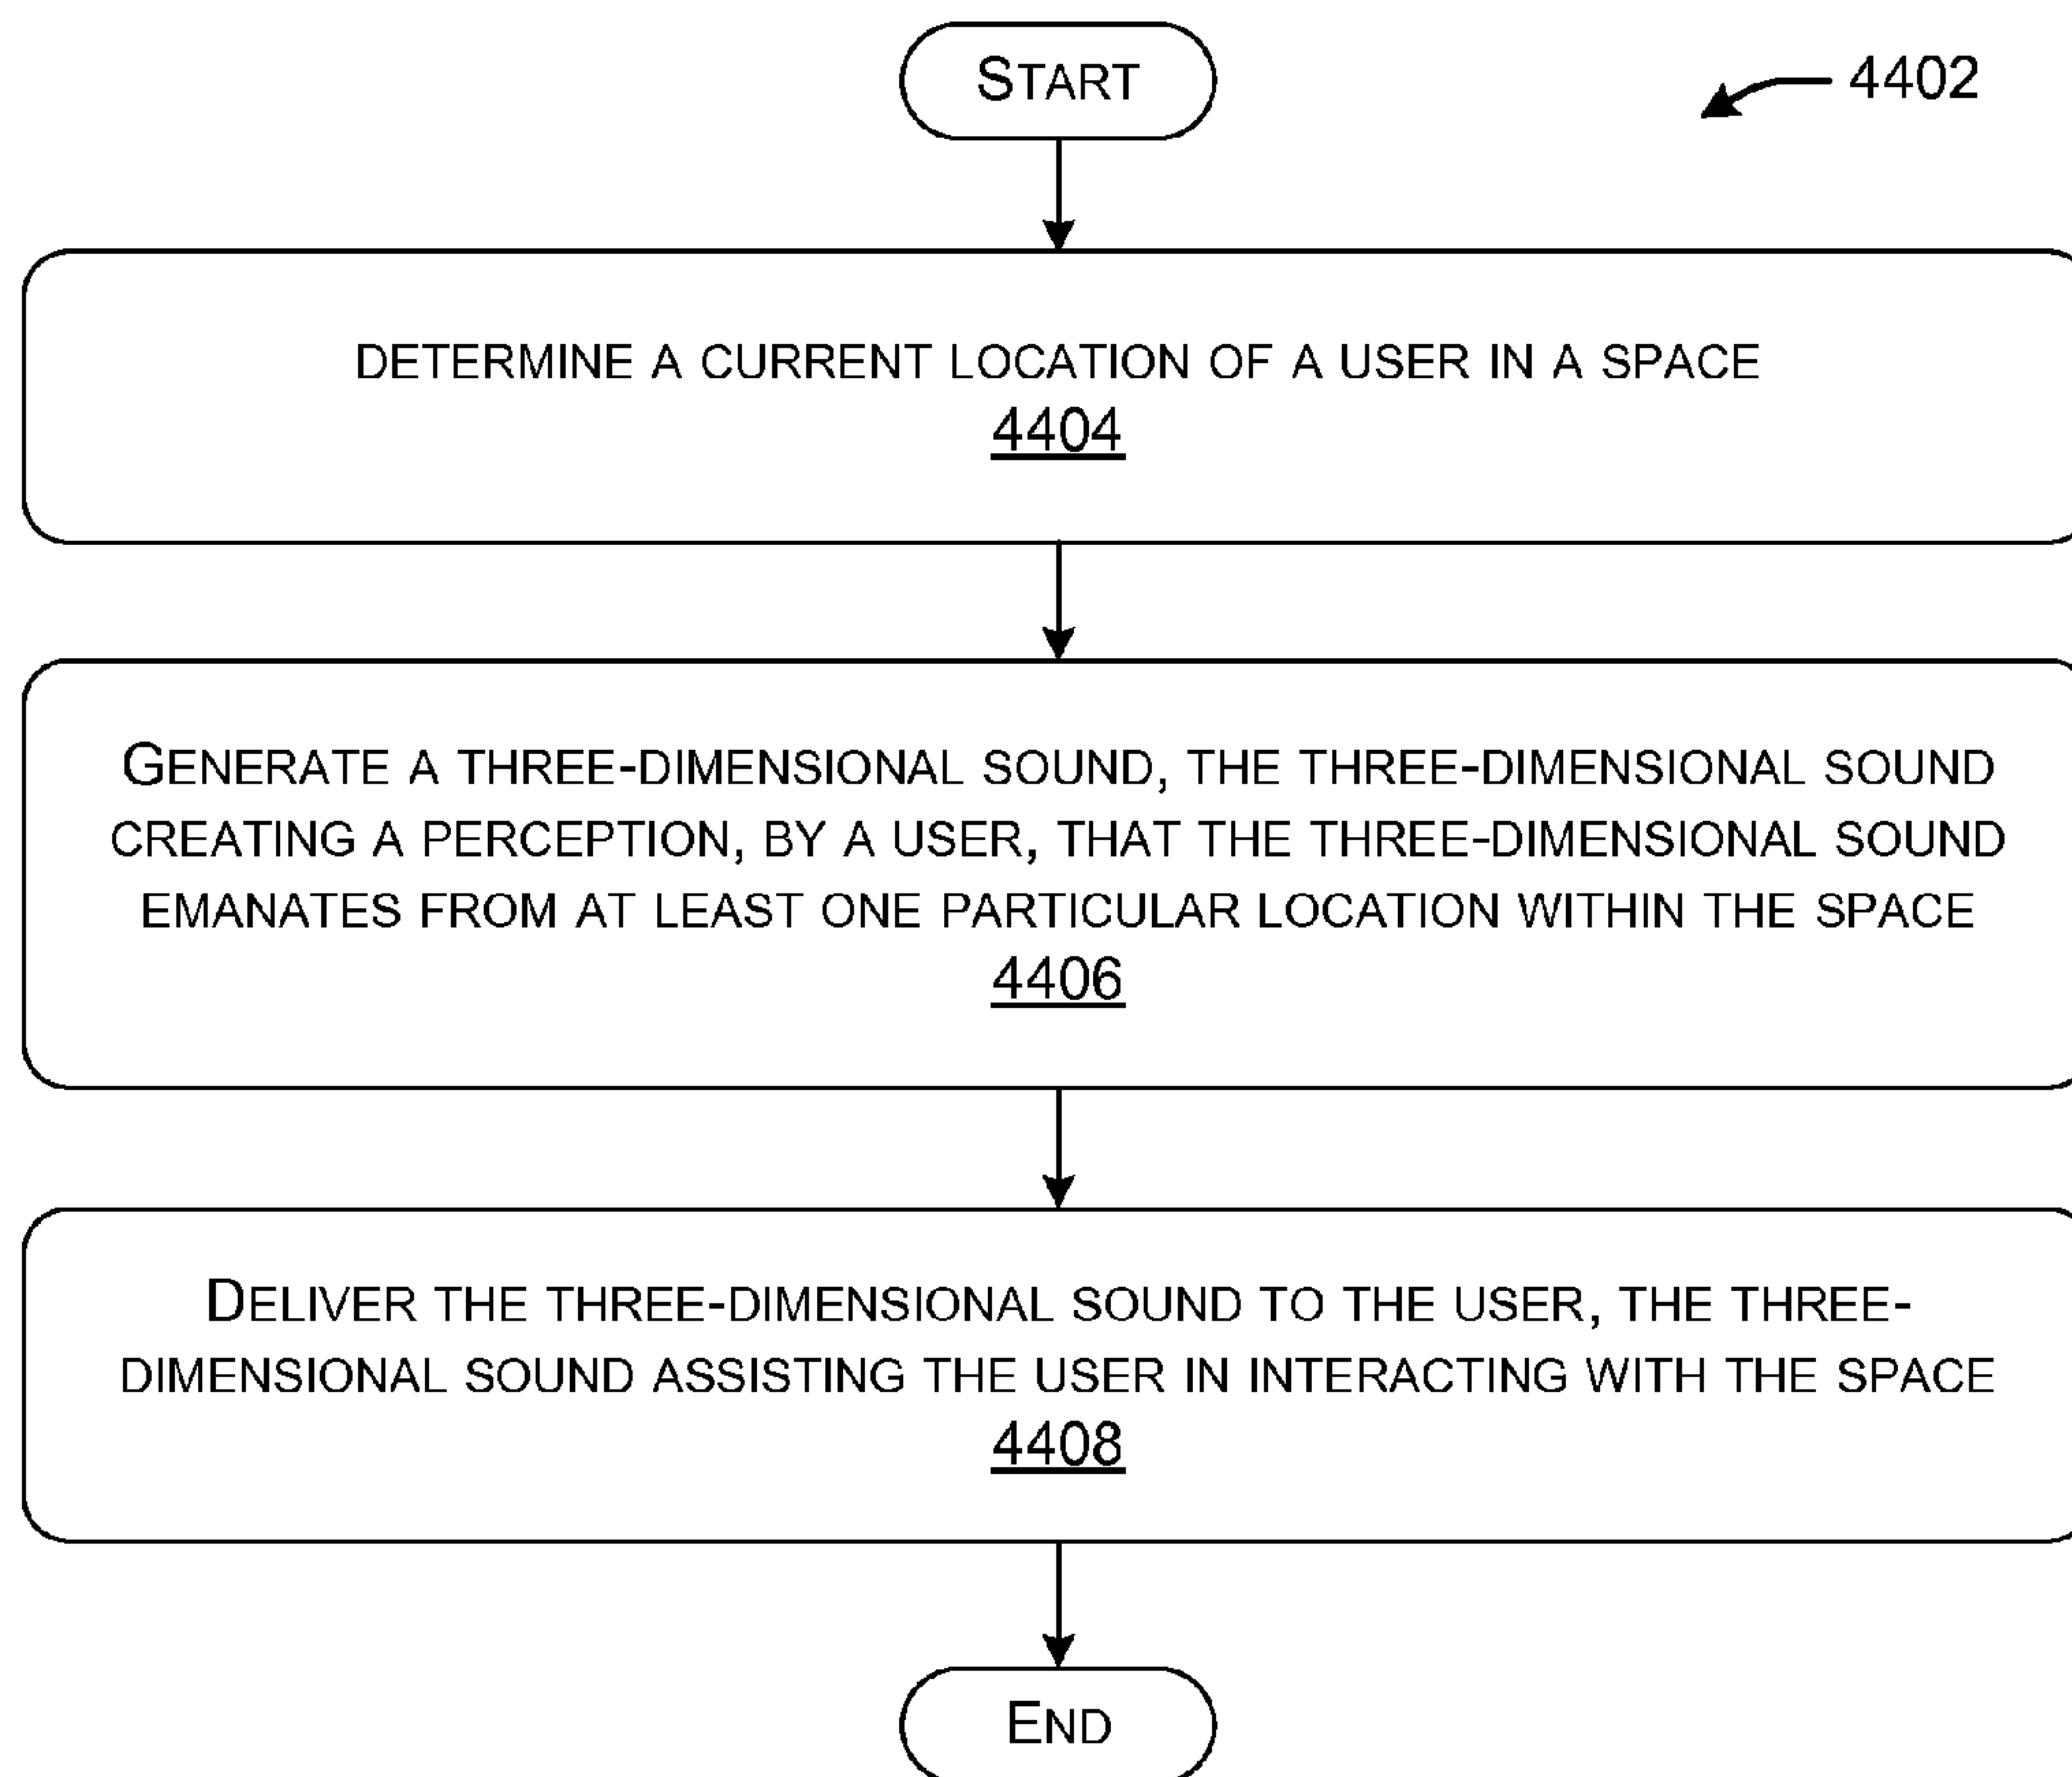 START
4402
DETERMINE A CURRENT LOCATION OF A USER IN A SPACE
4404
GENERATE A THREE-DIMENSIONAL SOUND, THE THREE-DIMENSIONAL SOUND
CREATING A PERCEPTION, BY A USER, THAT THE THREE-DIMENSIONAL SOUND
EMANATES FROM AT LEAST ONE PARTICULAR LOCATION WITHIN THE SPACE
4406
DELIVER THE THREE-DIMENSIONAL SOUND TO THE USER, THE THREE-
DIMENSIONAL SOUND ASSISTING THE USER IN INTERACTING WITH THE SPACE
4408
END